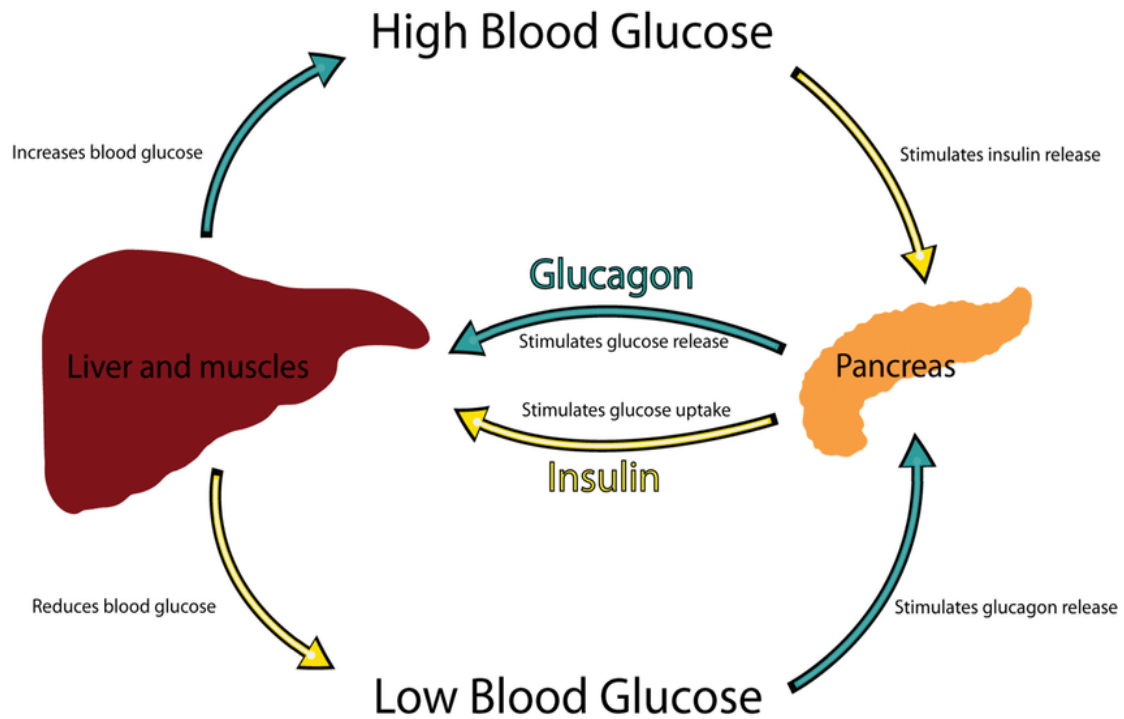 High Blood Glucose
Increases blood glucose
Stimulates insulin release
Glucagon
Stimulates glucose release
Liver and muscles
Pancreas
Stimulates glucose uptake
Insulin
Reduces blood glucose
Stimulates glucagon release
Low Blood Glucose